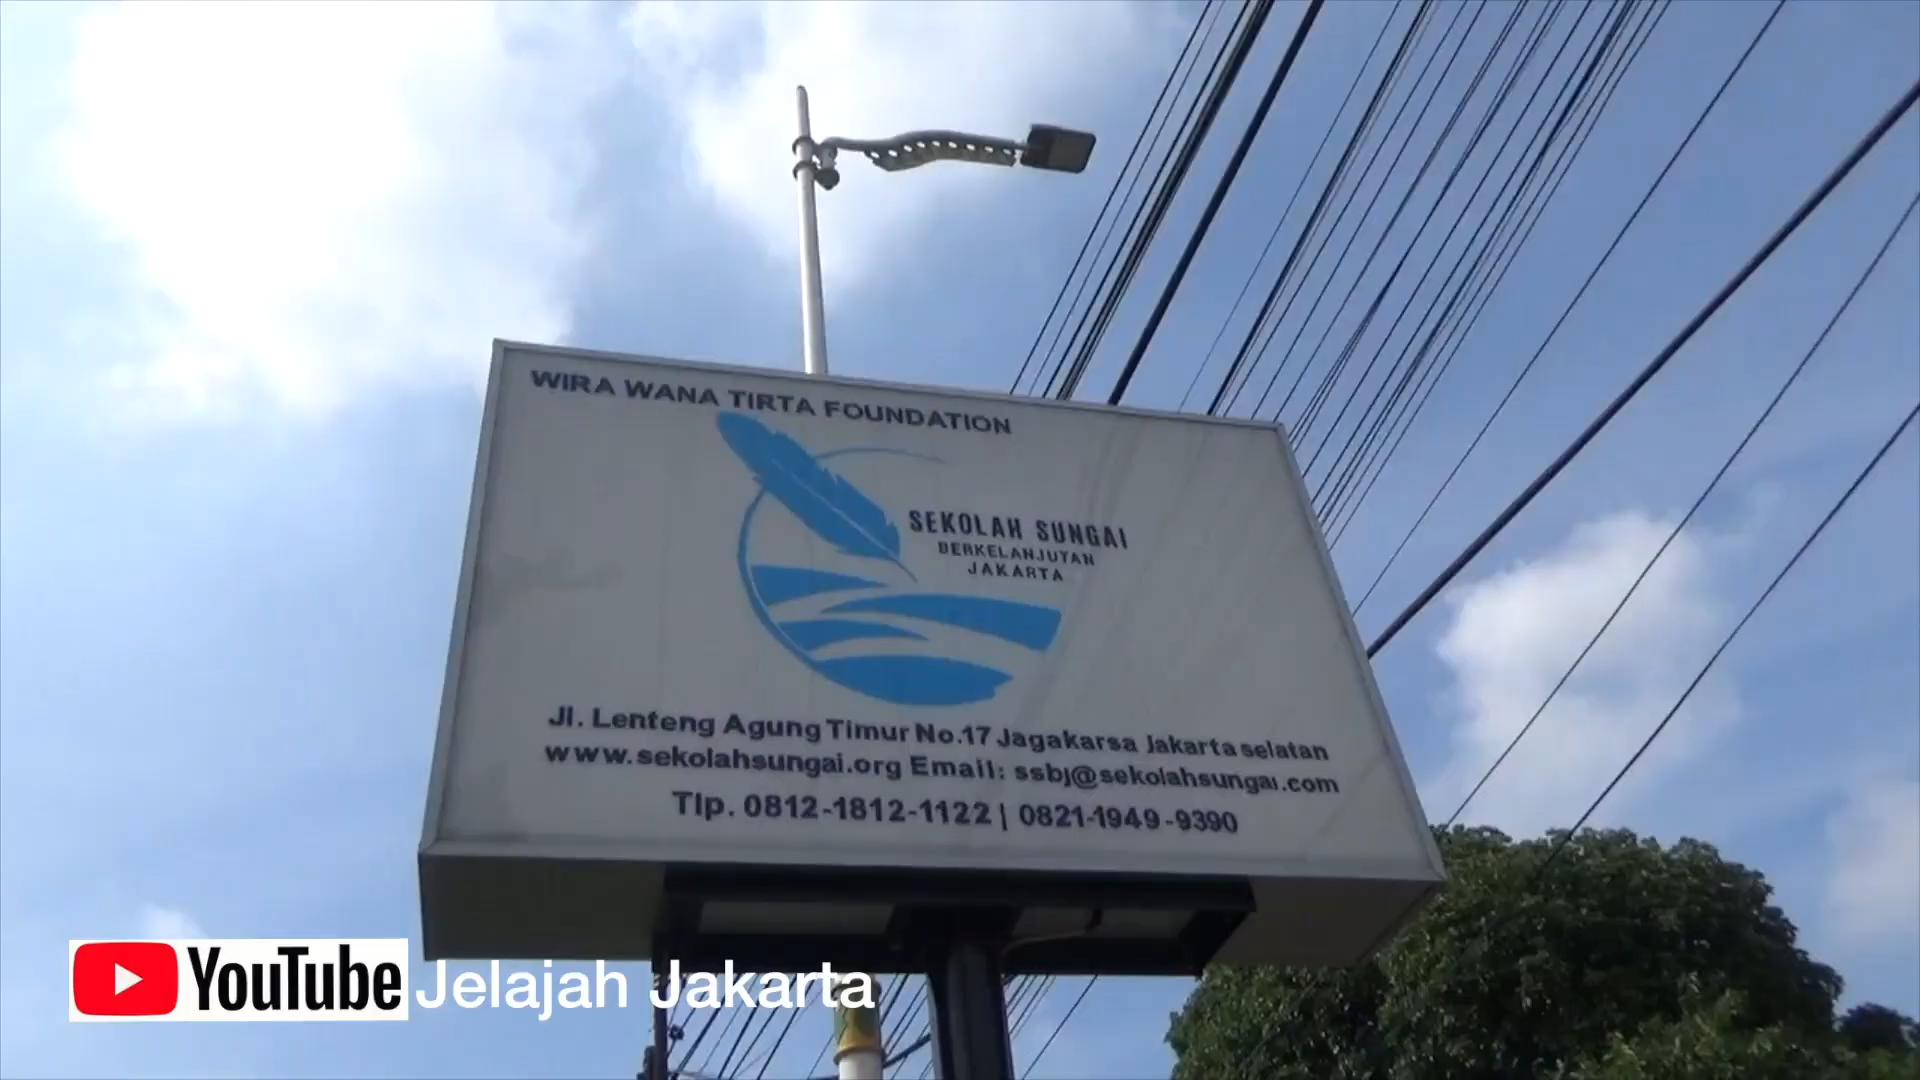 WIRA WANA TIRTA FOUNDATION
SEKOLAH SUNGAI
BERKELANJUTAN
JAKARTA
Jl. Lenteng Agung Timur No.17 Jagakarsa Jakarta selatan
www.sekolahsungai.org Email: ssbj@sekolahsungai.com
Tlp. 0812-1812-1122 | 0821-1949-9390
YouTube Jelajah Jakarta